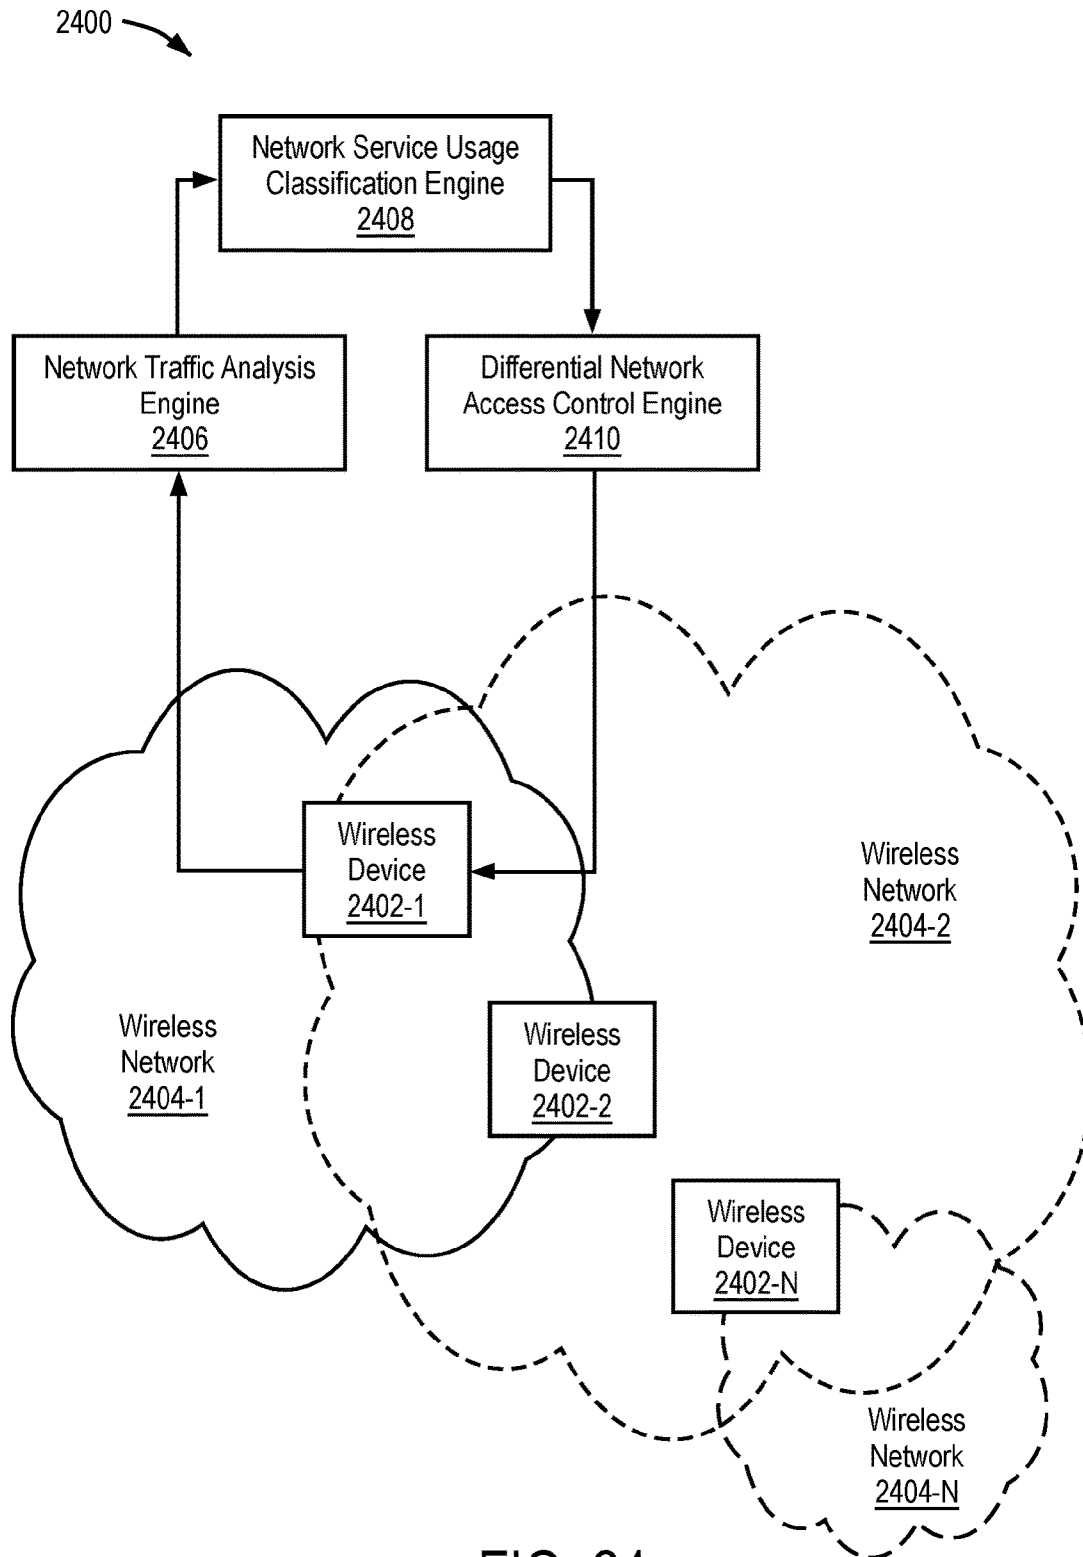 2400
Network Service Usage
Classification Engine
2408
Network Traffic Analysis
Engine
2406
Differential Network
Access Control Engine
2410
Wireless
Device
2402-1
Wireless
Network
2404-2
Wireless
Network
2404-1
Wireless
Device
2402-2
Wireless
Device
2402-N
Wireless
Network
2404-N